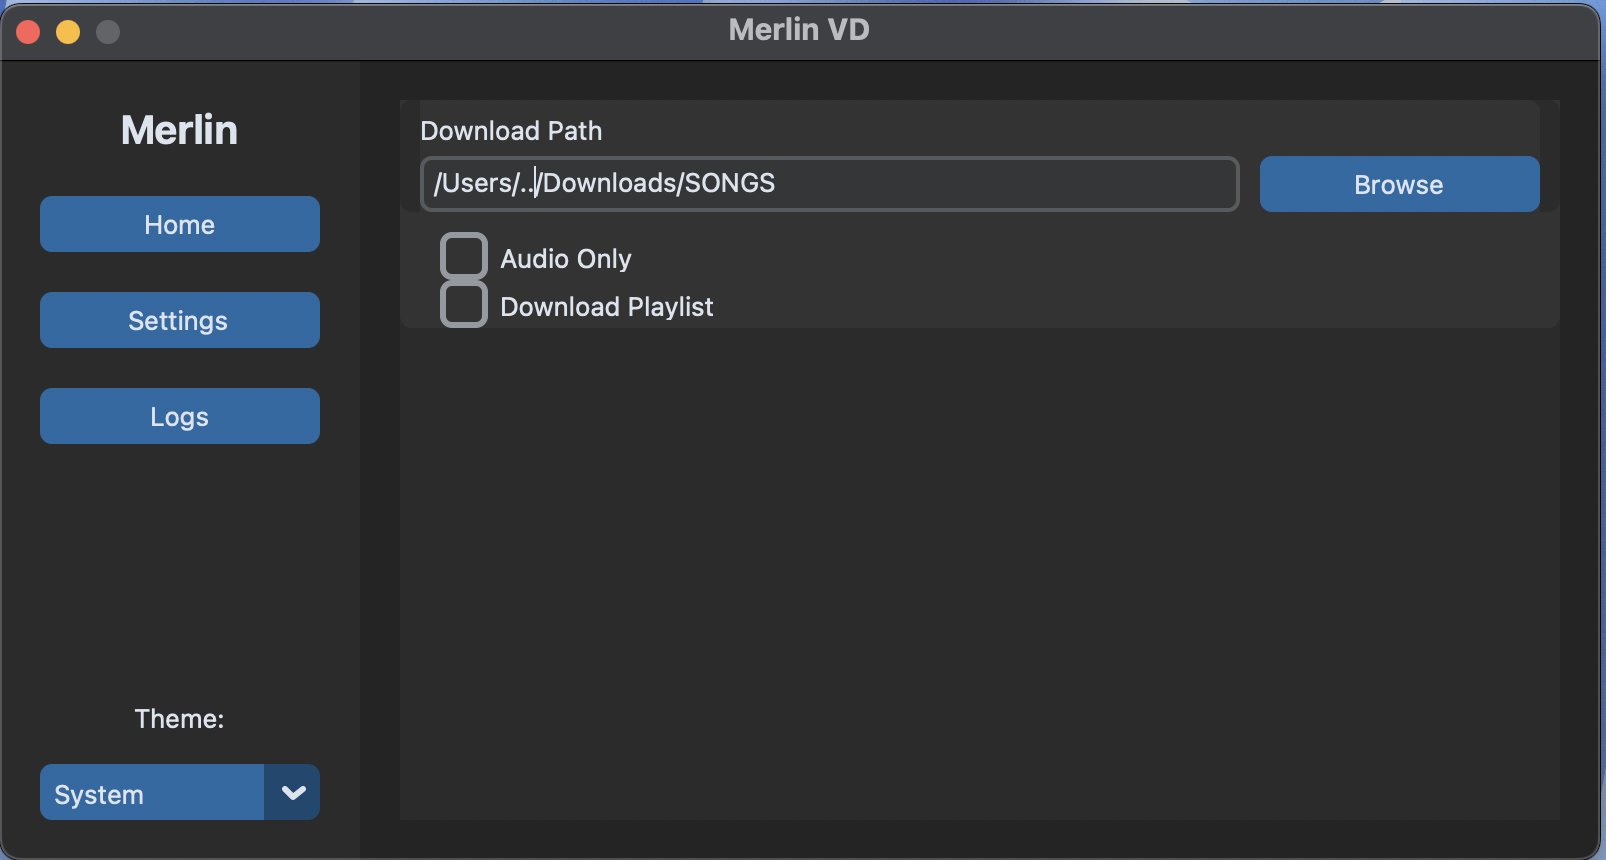 Merlin VD
Merlin
Home
Settings
Logs
Theme:
System
Download Path
/Users/../Downloads/SONGS
Browse
Audio Only
Download Playlist